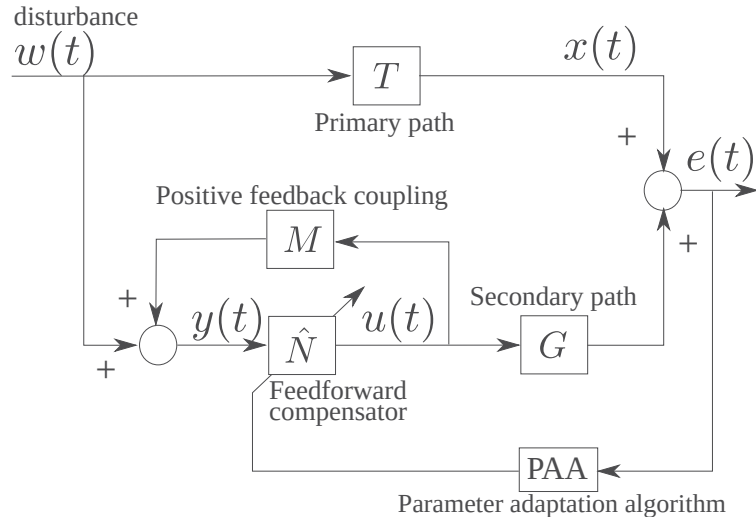 disturbance
w(t)
T
x(t)
Primary path
+
e(t)
Positive feedback coupling
M
+
+
y(t)
N̂
u(t)
Secondary path
G
+
Feedforward
compensator
PAA
Parameter adaptation algorithm